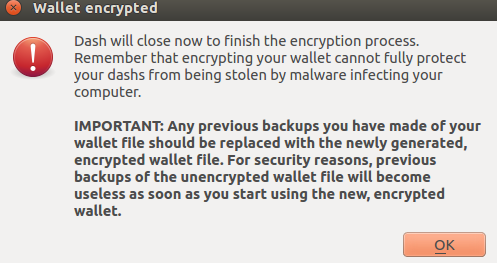 Wallet encrypted
Dash will close now to finish the encryption process.
Remember that encrypting your wallet cannot fully protect
your dashs from being stolen by malware infecting your
computer.
IMPORTANT: Any previous backups you have made of your
wallet file should be replaced with the newly generated,
encrypted wallet file. For security reasons, previous
backups of the unencrypted wallet file will become
useless as soon as you start using the new, encrypted
wallet.
OK